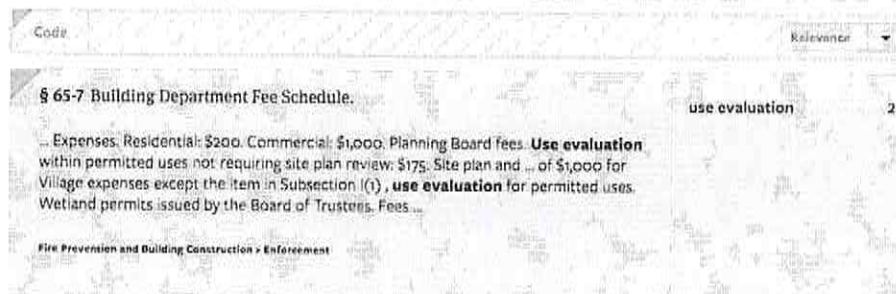 Code
Relevance
§ 65-7 Building Department Fee Schedule.
use evaluation 2
... Expenses. Residential: $200. Commercial: $1,000. Planning Board fees. Use evaluation
within permitted uses not requiring site plan review: $175. Site plan and ... of $1,000 for
Village expenses except the item in Subsection I(1) , use evaluation for permitted uses.
Wetland permits issued by the Board of Trustees. Fees ...
Fire Prevention and Building Construction > Enforcement